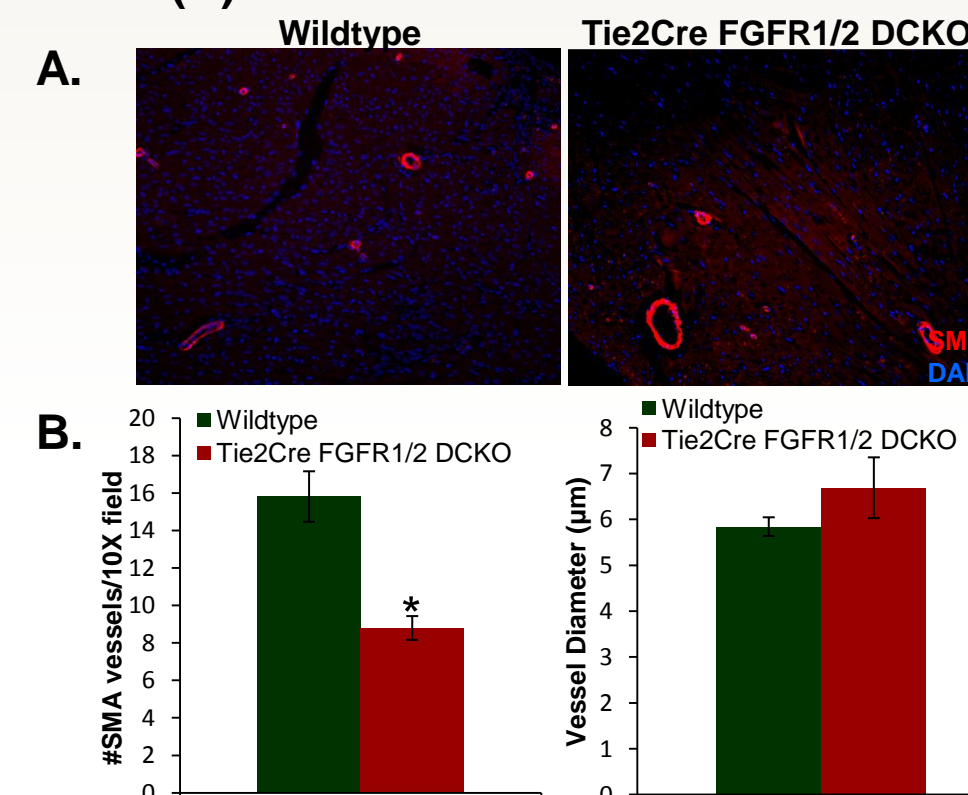 Wildtype
Tie2Cre FGFR1/2 DCKO
A.
SM
B.
#SMA vessels/10X field
20
18
16
14
12
10
8
6
4
2
0
Wildtype
Tie2Cre FGFR1/2 DCKO
*
Vessel Diameter (µm)
8
7
6
5
4
3
2
1
0
Wildtype
Tie2Cre FGFR1/2 DCKO